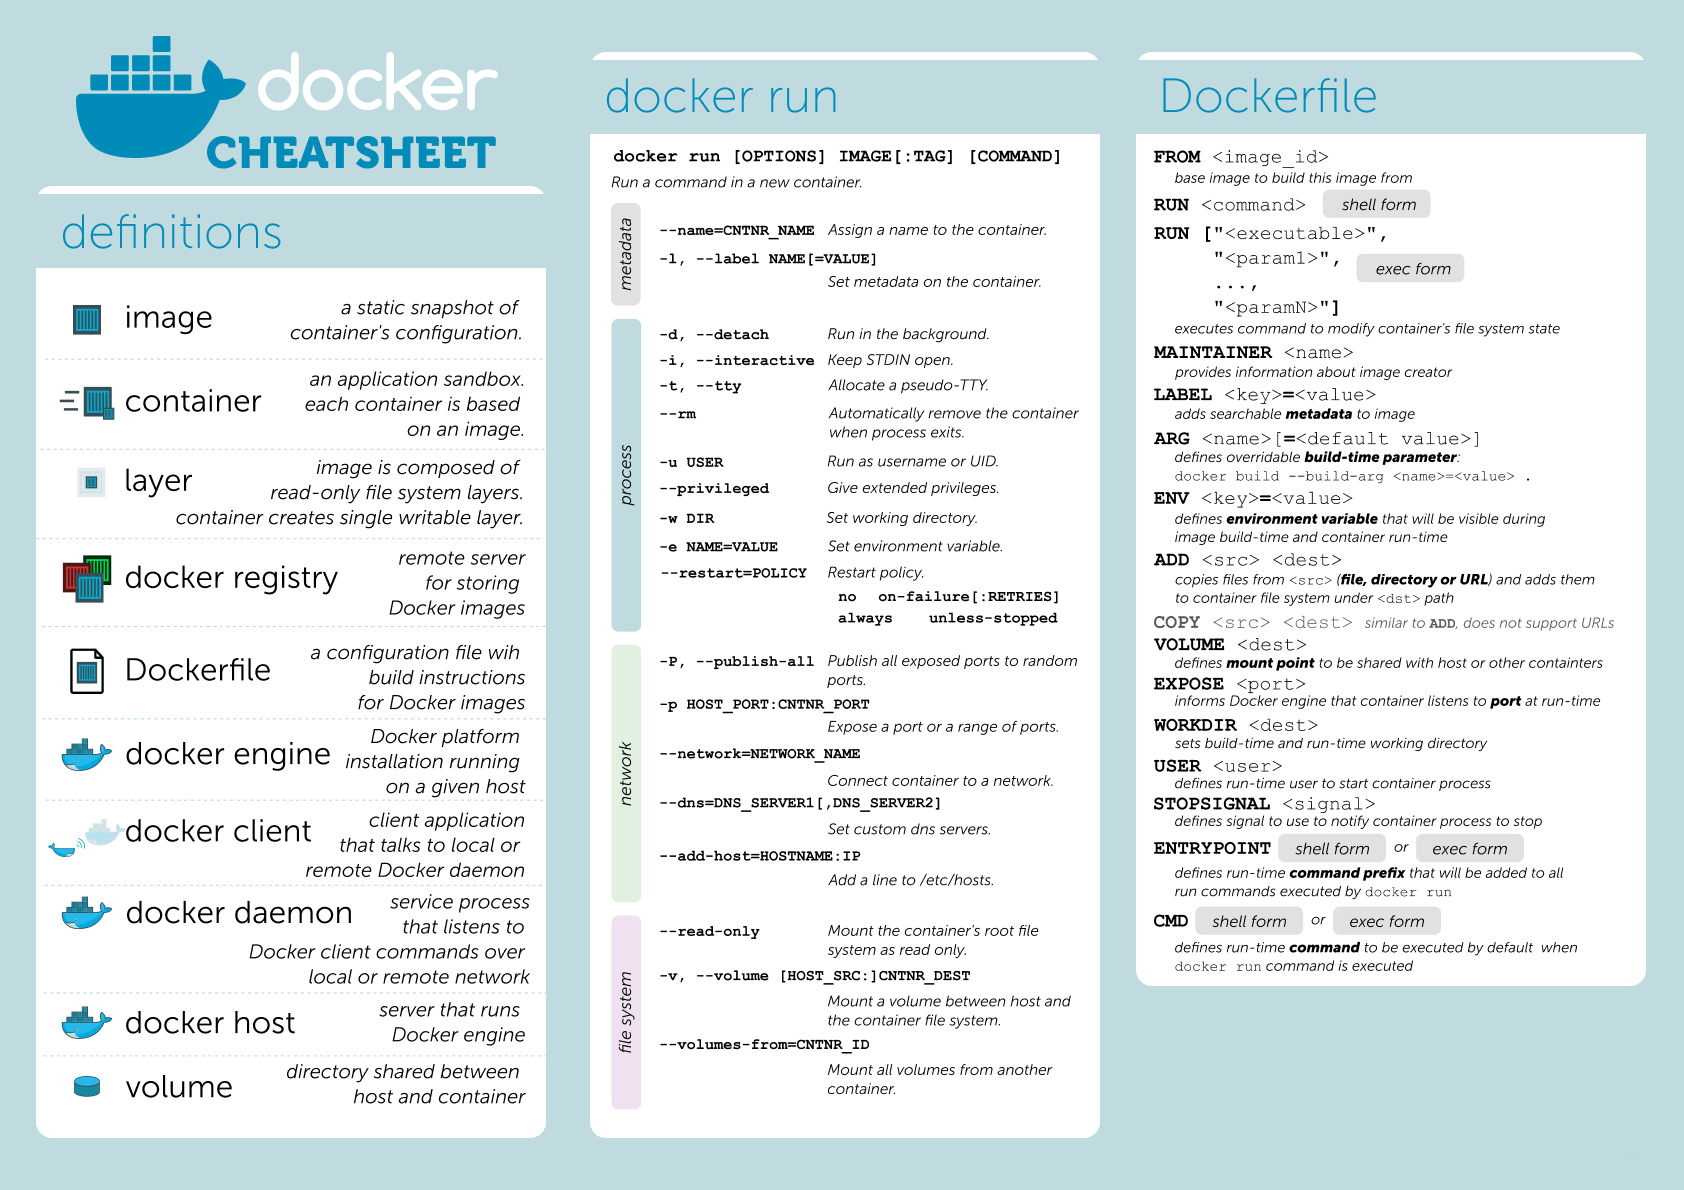 docker
CHEATSHEET
definitions
image
a static snapshot of
container's configuration.
container
an application sandbox.
each container is based
on an image.
layer
image is composed of
read-only file system layers.
container creates single writable layer.
docker registry
remote server
for storing
Docker images
Dockerfile
a configuration file wih
build instructions
for Docker images
docker engine
Docker platform
installation running
on a given host
docker client
client application
that talks to local or
remote Docker daemon
docker daemon
service process
that listens to
Docker client commands over
local or remote network
docker host
server that runs
Docker engine
volume
directory shared between
host and container
docker run
docker run [OPTIONS] IMAGE[:TAG] [COMMAND]
Run a command in a new container.
metadata
--name=CNTNR_NAME Assign a name to the container.
-l, --label NAME[=VALUE]
Set metadata on the container.
process
-d, --detach Run in the background.
-i, --interactive Keep STDIN open.
-t, --tty Allocate a pseudo-TTY.
--rm Automatically remove the container
when process exits.
-u USER Run as username or UID.
--privileged Give extended privileges.
-w DIR Set working directory.
-e NAME=VALUE Set environment variable.
--restart=POLICY Restart policy.
no on-failure[:RETRIES]
always unless-stopped
network
-P, --publish-all Publish all exposed ports to random
ports.
-p HOST_PORT:CNTNR_PORT
Expose a port or a range of ports.
--network=NETWORK_NAME
Connect container to a network.
--dns=DNS_SERVER1[,DNS_SERVER2]
Set custom dns servers.
--add-host=HOSTNAME:IP
Add a line to /etc/hosts.
file system
--read-only Mount the container's root file
system as read only.
-v, --volume [HOST_SRC:]CNTNR_DEST
Mount a volume between host and
the container file system.
--volumes-from=CNTNR_ID
Mount all volumes from another
container.
Dockerfile
FROM <image_id>
base image to build this image from
RUN <command> shell form
RUN ["<executable>",
"<param1>",
exec form
...,
"<paramN>"]
executes command to modify container's file system state
MAINTAINER <name>
provides information about image creator
LABEL <key>=<value>
adds searchable metadata to image
ARG <name>[=<default value>]
defines overridable build-time parameter:
docker build --build-arg <name>=<value> .
ENV <key>=<value>
defines environment variable that will be visible during
image build-time and container run-time
ADD <src> <dest>
copies files from <src> (file, directory or URL) and adds them
to container file system under <dst> path
COPY <src> <dest> similar to ADD, does not support URLs
VOLUME <dest>
defines mount point to be shared with host or other containters
EXPOSE <port>
informs Docker engine that container listens to port at run-time
WORKDIR <dest>
sets build-time and run-time working directory
USER <user>
defines run-time user to start container process
STOPSIGNAL <signal>
defines signal to use to notify container process to stop
ENTRYPOINT shell form or exec form
defines run-time command prefix that will be added to all
run commands executed by docker run
CMD shell form or exec form
defines run-time command to be executed by default when
docker run command is executed